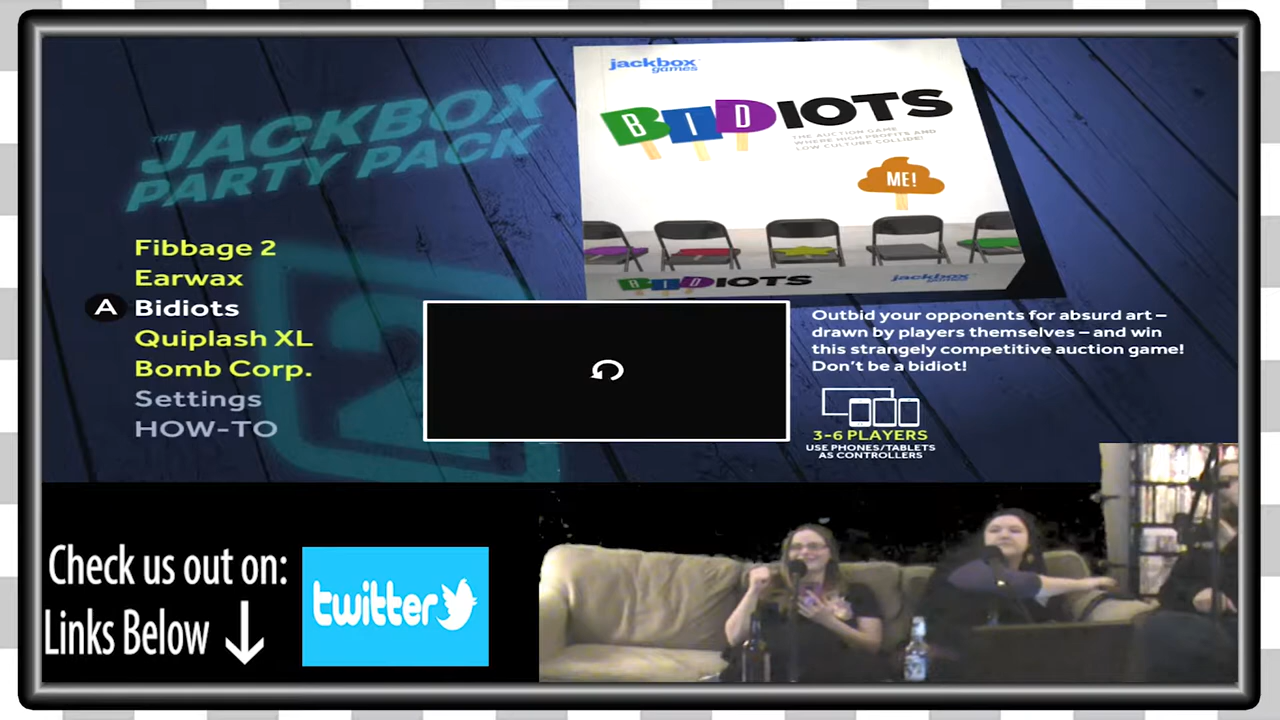 THE
JACKBOX
PARTY PACK
Fibbage 2
Earwax
A Bidiots
Quiplash XL
Bomb Corp.
Settings
HOW-TO
jackbox
games
BIDIOTS
THE AUCTION GAME
WHERE HIGH PROFITS AND
LOW CULTURE COLLIDE!
ME!
BIDIOTS
jackbox
games
Outbid your opponents for absurd art –
drawn by players themselves – and win
this strangely competitive auction game!
Don't be a bidiot!
3-6 PLAYERS
USE PHONES/TABLETS
AS CONTROLLERS
Check us out on:
Links Below
twitter